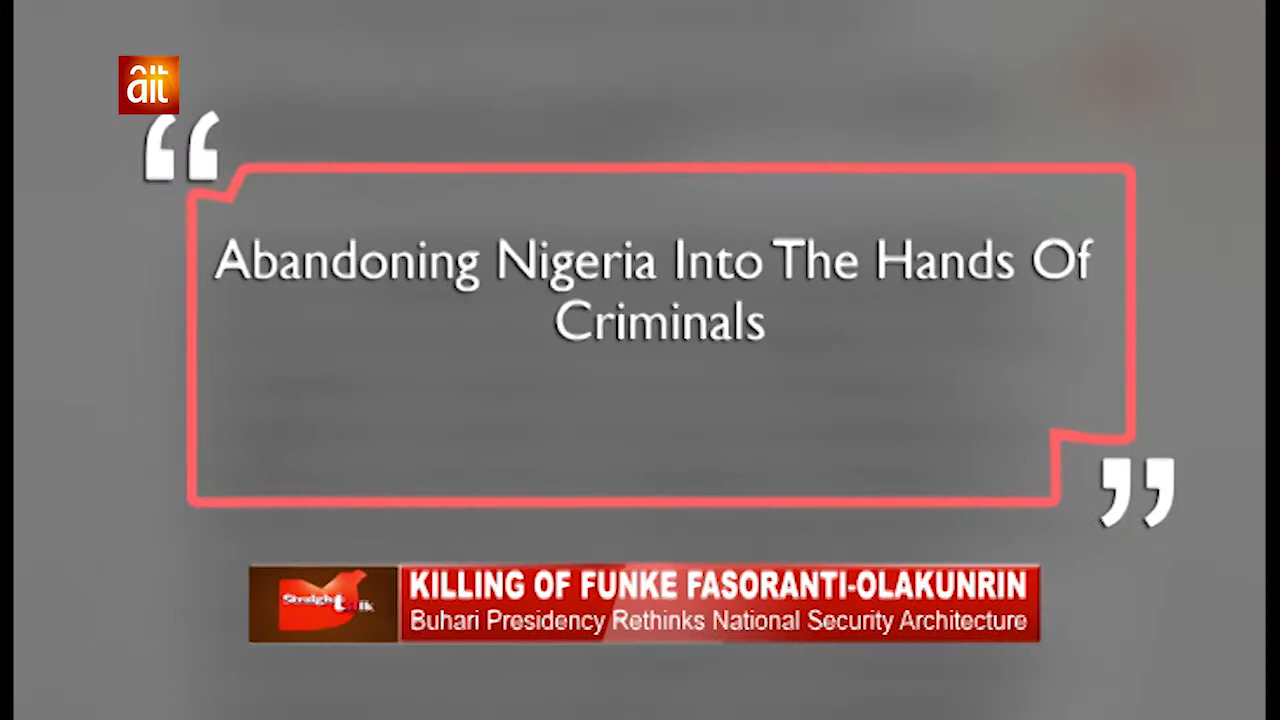 ait
“
Abandoning Nigeria Into The Hands Of
Criminals
”
Straight talk
KILLING OF FUNKE FASORANTI-OLAKUNRIN
Buhari Presidency Rethinks National Security Architecture